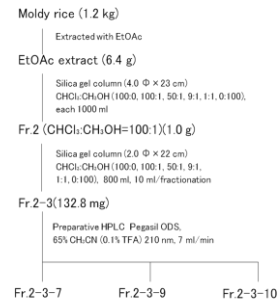 Moldy rice (1.2 kg)
Extracted with EtOAc
EtOAc extract (6.4 g)
Silica gel column (4.0 Φ × 23 cm)
CHCl₃:CH₃OH (100:0, 100:1, 50:1, 9:1, 1:1, 0:100),
each 1000 ml
Fr.2 (CHCl₃:CH₃OH=100:1)(1.0 g)
Silica gel column (2.0 Φ × 22 cm)
CHCl₃:CH₃OH (100:0, 100:1, 50:1, 9:1,
1:1, 0:100), 800 ml, 10 ml/fractionation
Fr.2-3(132.8 mg)
Preparative HPLC Pegasil ODS,
65% CH₃CN (0.1% TFA) 210 nm, 7 ml/min
Fr.2-3-7 Fr.2-3-9 Fr.2-3-10